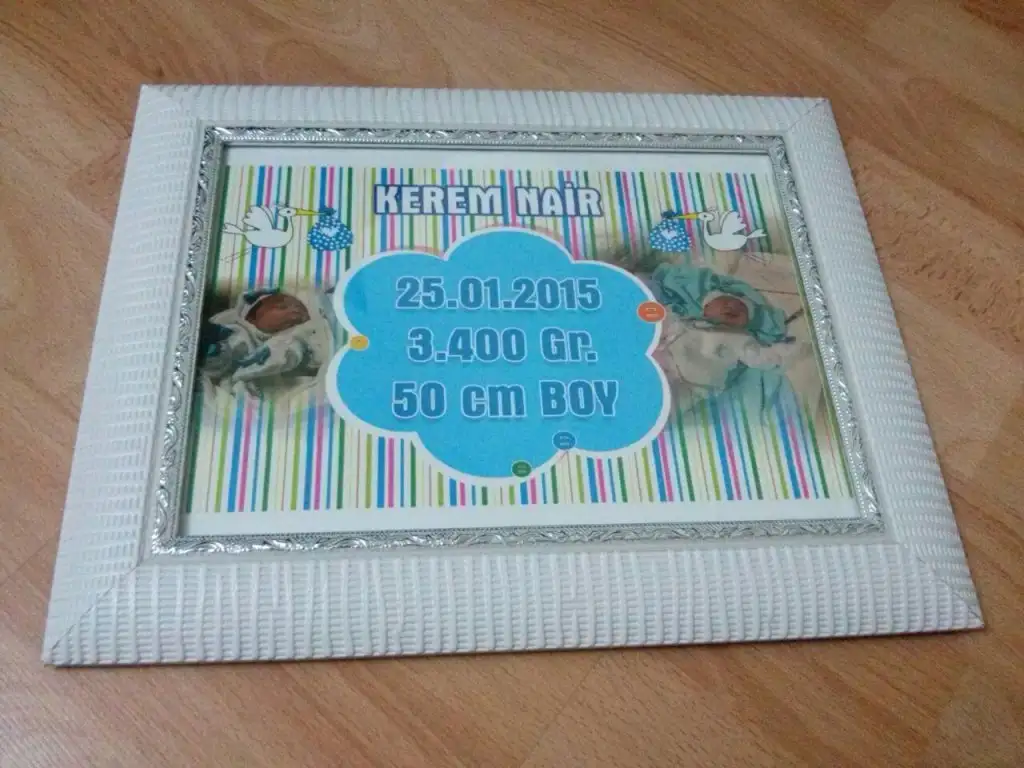 KEREM NAİR
25.01.2015
3.400 Gr.
50 cm BOY